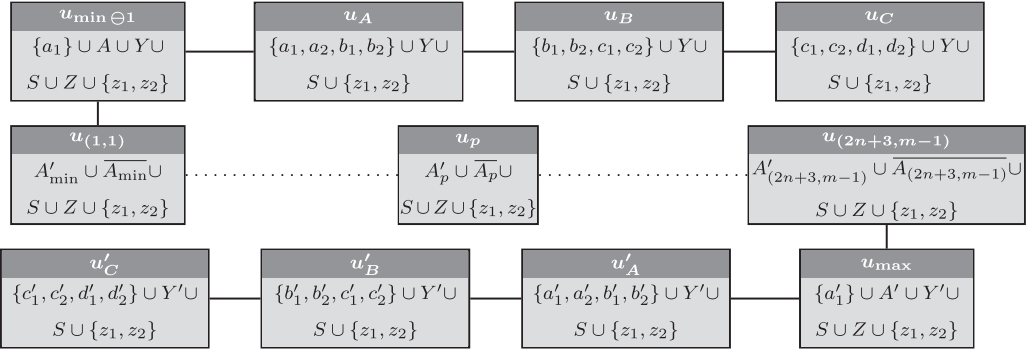 u_{min ⊖1} u_A u_B u_C
{a_1} ∪ A ∪ Y∪ {a_1, a_2, b_1, b_2} ∪ Y∪ {b_1, b_2, c_1, c_2} ∪ Y∪ {c_1, c_2, d_1, d_2} ∪ Y∪
S ∪ Z ∪ {z_1, z_2} S ∪ {z_1, z_2} S ∪ {z_1, z_2} S ∪ {z_1, z_2}
u_{(1,1)} u_p u_{(2n+3,m−1)}
A'_{min} ∪ \overline{A_{min}}∪ A'_p ∪ \overline{A_p}∪ A'_{(2n+3,m−1)} ∪ \overline{A_{(2n+3,m−1)}}∪
S ∪ Z ∪ {z_1, z_2} S∪Z∪{z_1, z_2} S ∪ Z ∪ {z_1, z_2}
u'_C u'_B u'_A u_{max}
{c'_1, c'_2, d'_1, d'_2} ∪ Y'∪ {b'_1, b'_2, c'_1, c'_2} ∪ Y'∪ {a'_1, a'_2, b'_1, b'_2} ∪ Y'∪ {a'_1} ∪ A' ∪ Y'∪
S ∪ {z_1, z_2} S ∪ {z_1, z_2} S ∪ {z_1, z_2} S ∪ Z ∪ {z_1, z_2}